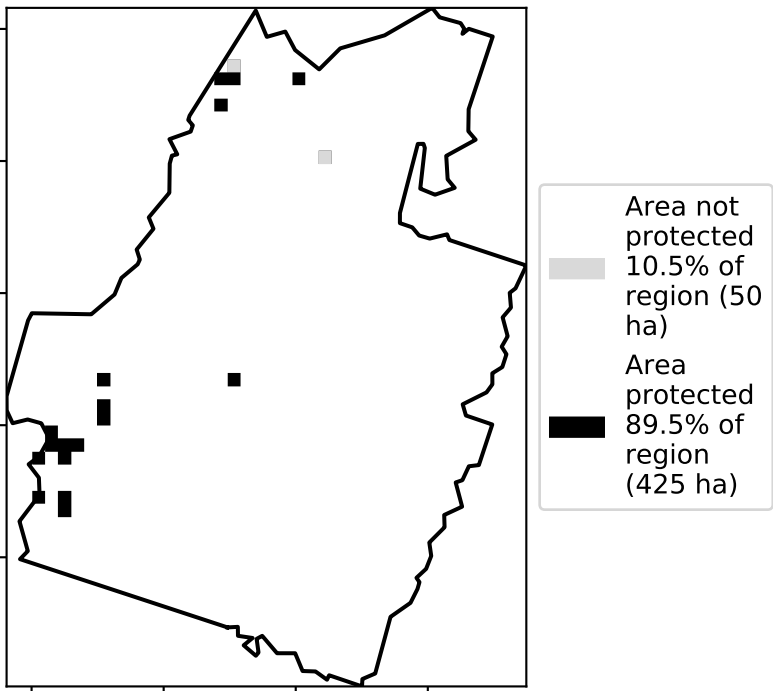 Area not
protected
10.5% of
region (50
ha)
Area
protected
89.5% of
region
(425 ha)